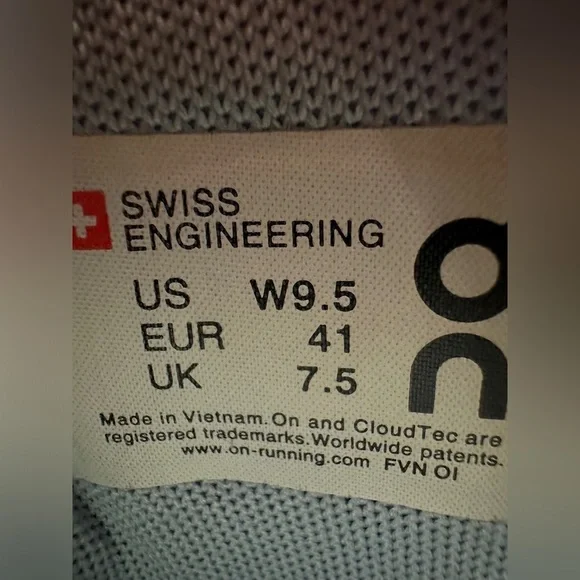 SWISS
ENGINEERING
US W9.5
EUR 41
UK 7.5
on
Made in Vietnam. On and CloudTec are
registered trademarks. Worldwide patents.
www.on-running.com FVN OI